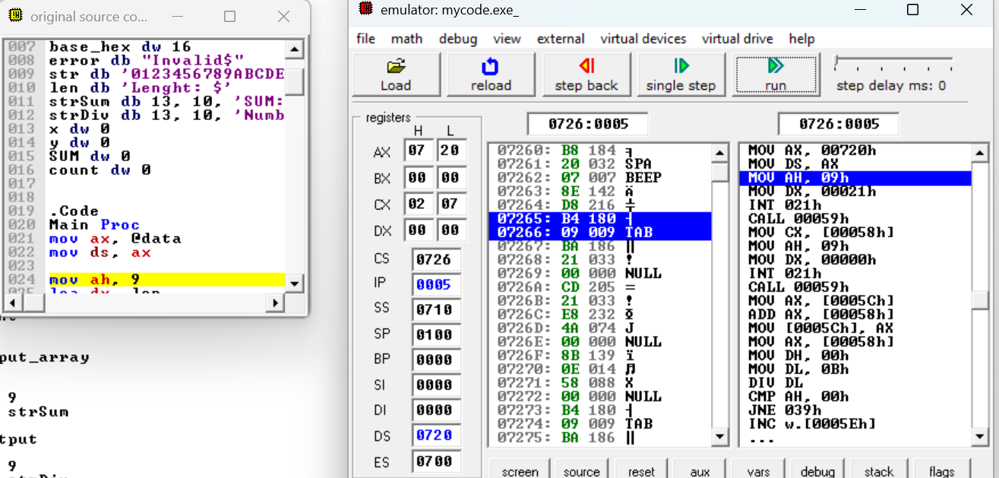 original source co...
007 base_hex dw 16
008 error db "Invalid$"
009 str db '0123456789ABCDE
010 len db 'Lenght: $'
011 strSum db 13, 10, 'SUM:
012 strDiv db 13, 10, 'Numb
013 x dw 0
014 y dw 0
015 SUM dw 0
016 count dw 0
017
018
019 .Code
020 Main Proc
021 mov ax, @data
022 mov ds, ax
023
024 mov ah, 9
025 lea dx, len
put_array
9
strSum
tput
9
strDiv
emulator: mycode.exe_
file math debug view external virtual devices virtual drive help
Load reload step back single step run step delay ms: 0
registers
H L
AX 07 20
BX 00 00
CX 02 07
DX 00 00
CS 0726
IP 0005
SS 0710
SP 0100
BP 0000
SI 0000
DI 0000
DS 0720
ES 0700
0726:0005
07260: B8 184 ╕
07261: 20 032 SPA
07262: 07 007 BEEP
07263: 8E 142 Ä
07264: D8 216 ╪
07265: B4 180 ┤
07266: 09 009 TAB
07267: BA 186 ║
07268: 21 033 !
07269: 00 000 NULL
0726A: CD 205 =
0726B: 21 033 !
0726C: E8 232 Φ
0726D: 4A 074 J
0726E: 00 000 NULL
0726F: 8B 139 ï
07270: 0E 014 ♫
07271: 58 088 X
07272: 00 000 NULL
07273: B4 180 ┤
07274: 09 009 TAB
07275: BA 186 ║
0726:0005
MOV AX, 00720h
MOV DS, AX
MOV AH, 09h
MOV DX, 00021h
INT 021h
CALL 00059h
MOV CX, [00058h]
MOV AH, 09h
MOV DX, 00000h
INT 021h
CALL 00059h
MOV AX, [0005Ch]
ADD AX, [00058h]
MOV [0005Ch], AX
MOV AX, [00058h]
MOV DH, 00h
MOV DL, 0Bh
DIV DL
CMP AH, 00h
JNE 039h
INC w.[0005Eh]
...
screen source reset aux vars debug stack flags